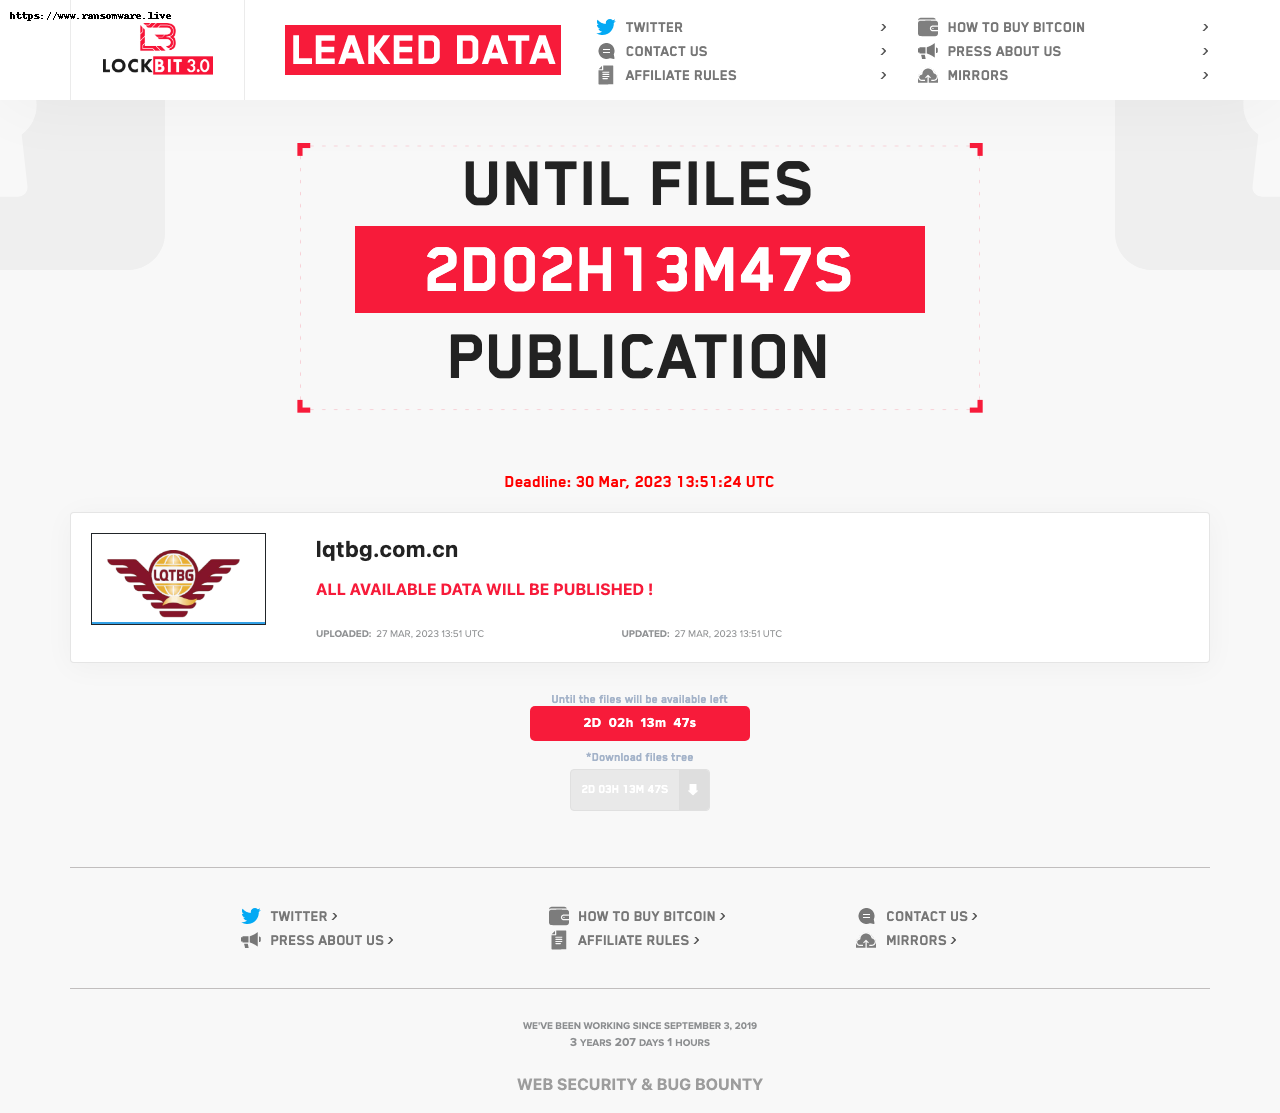 https://www.ransomware.live
LOCKBIT 3.0
LEAKED DATA
TWITTER
CONTACT US
AFFILIATE RULES
HOW TO BUY BITCOIN
PRESS ABOUT US
MIRRORS
UNTIL FILES
2D02H13M47S
PUBLICATION
Deadline: 30 Mar, 2023 13:51:24 UTC
LQTBG
lqtbg.com.cn
ALL AVAILABLE DATA WILL BE PUBLISHED !
UPLOADED: 27 MAR, 2023 13:51 UTC
UPDATED: 27 MAR, 2023 13:51 UTC
Until the files will be available left
2D 02h 13m 47s
*Download files tree
2D 03H 13M 47S
TWITTER
HOW TO BUY BITCOIN
CONTACT US
PRESS ABOUT US
AFFILIATE RULES
MIRRORS
WE'VE BEEN WORKING SINCE SEPTEMBER 3, 2019
3 YEARS 207 DAYS 1 HOURS
WEB SECURITY & BUG BOUNTY